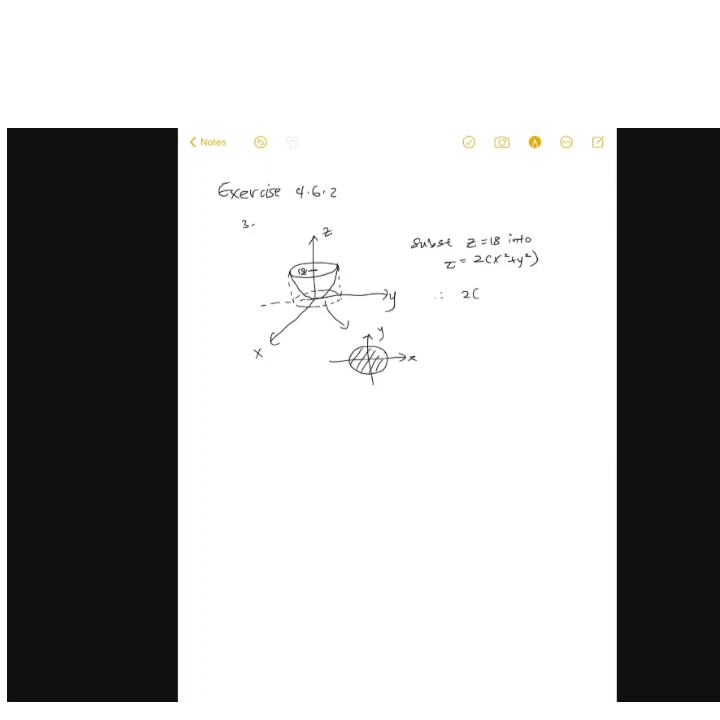 Notes
Exercise 4.6.2
3.
z
18
y
x
y
x
Subst z = 18 into
z = 2(x²+y²)
∴ 2(